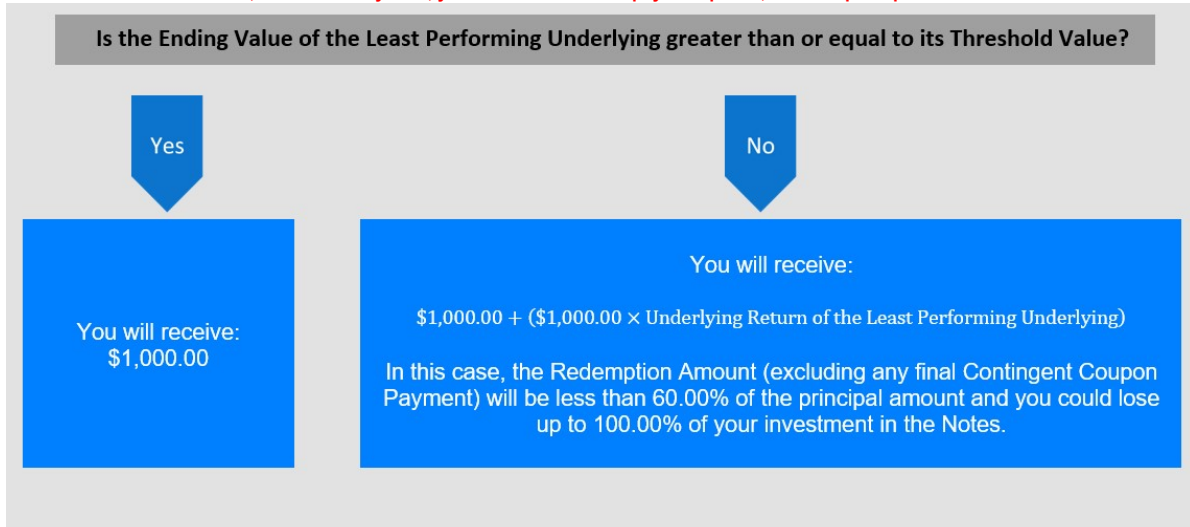 Is the Ending Value of the Least Performing Underlying greater than or equal to its Threshold Value?
Yes
No
You will receive:
$1,000.00
You will receive:
$1,000.00 + ($1,000.00 × Underlying Return of the Least Performing Underlying)
In this case, the Redemption Amount (excluding any final Contingent Coupon
Payment) will be less than 60.00% of the principal amount and you could lose
up to 100.00% of your investment in the Notes.